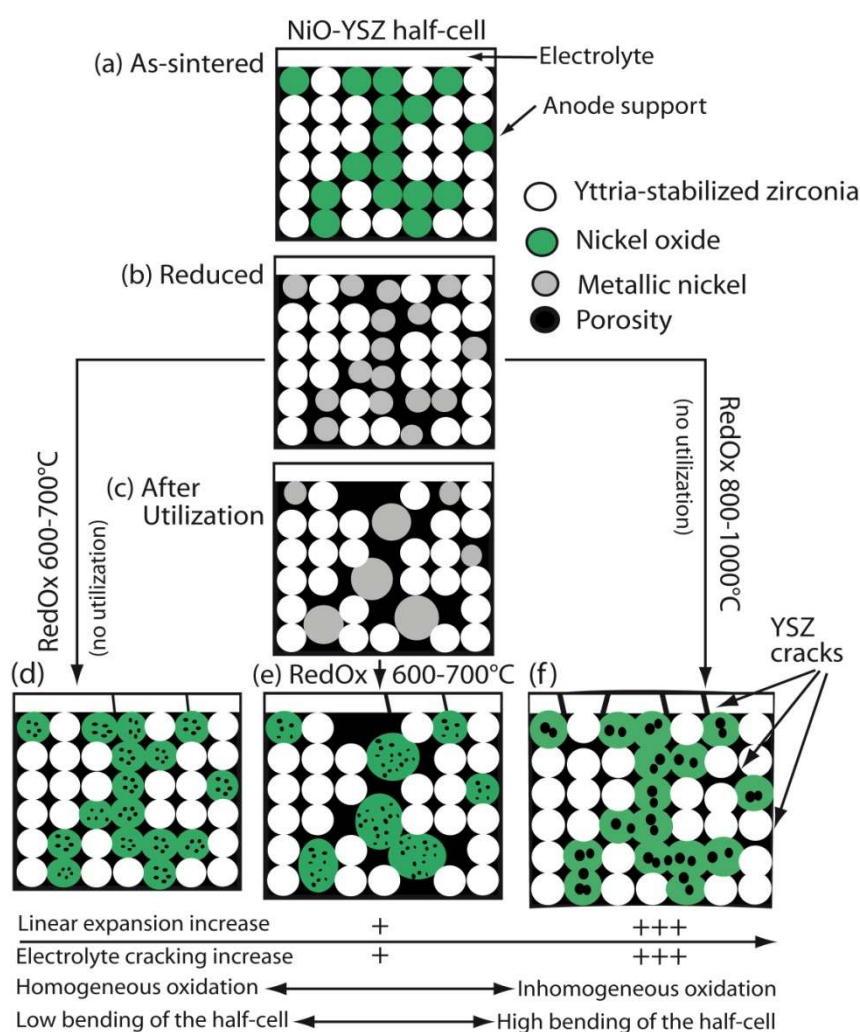 NiO-YSZ half-cell
(a) As-sintered
Electrolyte
Anode support
Yttria-stabilized zirconia
Nickel oxide
(b) Reduced
Metallic nickel
Porosity
(c) After
Utilization
RedOx 600-700°C
(no utilization)
RedOx 800-1000°C
(no utilization)
YSZ
cracks
(d)
(e) RedOx 600-700°C
(f)
Linear expansion increase + +++
Electrolyte cracking increase + +++
Homogeneous oxidation Inhomogeneous oxidation
Low bending of the half-cell High bending of the half-cell